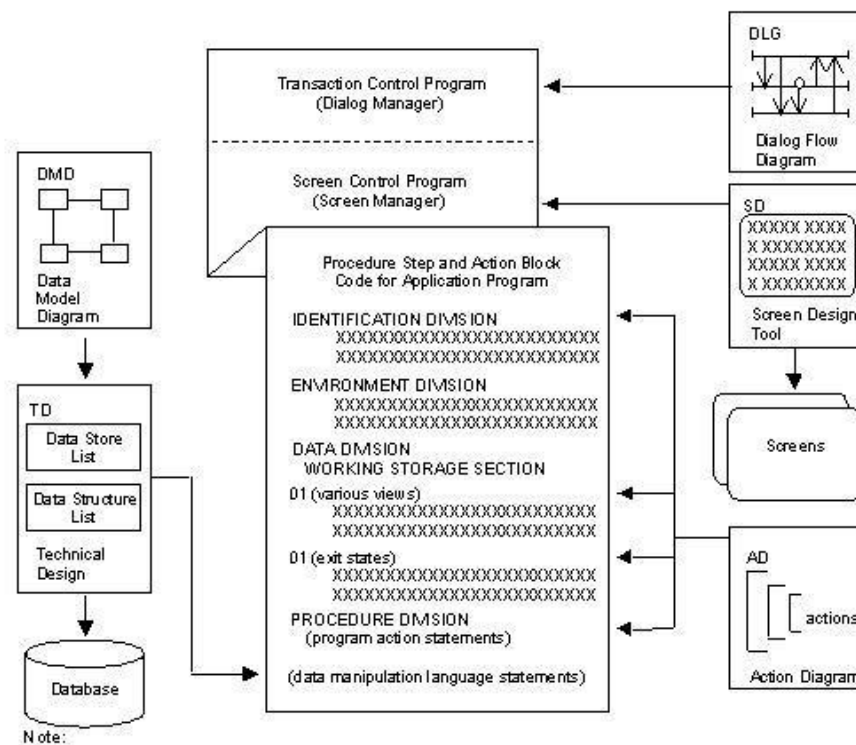 DLG
Dialog Flow
Diagram
Transaction Control Program
(Dialog Manager)
Screen Control Program
(Screen Manager)
DMD
Data
Model
Diagram
SD
XXXXX XXXX
X XXXXXXXX
XXXXX XXXX
X XXXXXXXX
Screen Design
Tool
Screens
Procedure Step and Action Block
Code for Application Program
IDENTIFICATION DIVISION
XXXXXXXXXXXXXXXXXXXXXXXXXX
XXXXXXXXXXXXXXXXXXXXXXXXXX
ENVIRONMENT DIVISION
XXXXXXXXXXXXXXXXXXXXXXXXXX
XXXXXXXXXXXXXXXXXXXXXXXXXX
DATA DIVISION
WORKING STORAGE SECTION
01 (various views)
XXXXXXXXXXXXXXXXXXXXXXXXXX
XXXXXXXXXXXXXXXXXXXXXXXXXX
01 (exit states)
XXXXXXXXXXXXXXXXXXXXXXXXXX
XXXXXXXXXXXXXXXXXXXXXXXXXX
PROCEDURE DIVISION
(program action statements)
(data manipulation language statements)
TD
Data Store
List
Data Structure
List
Technical
Design
Database
AD
actions
Action Diagram
Note: